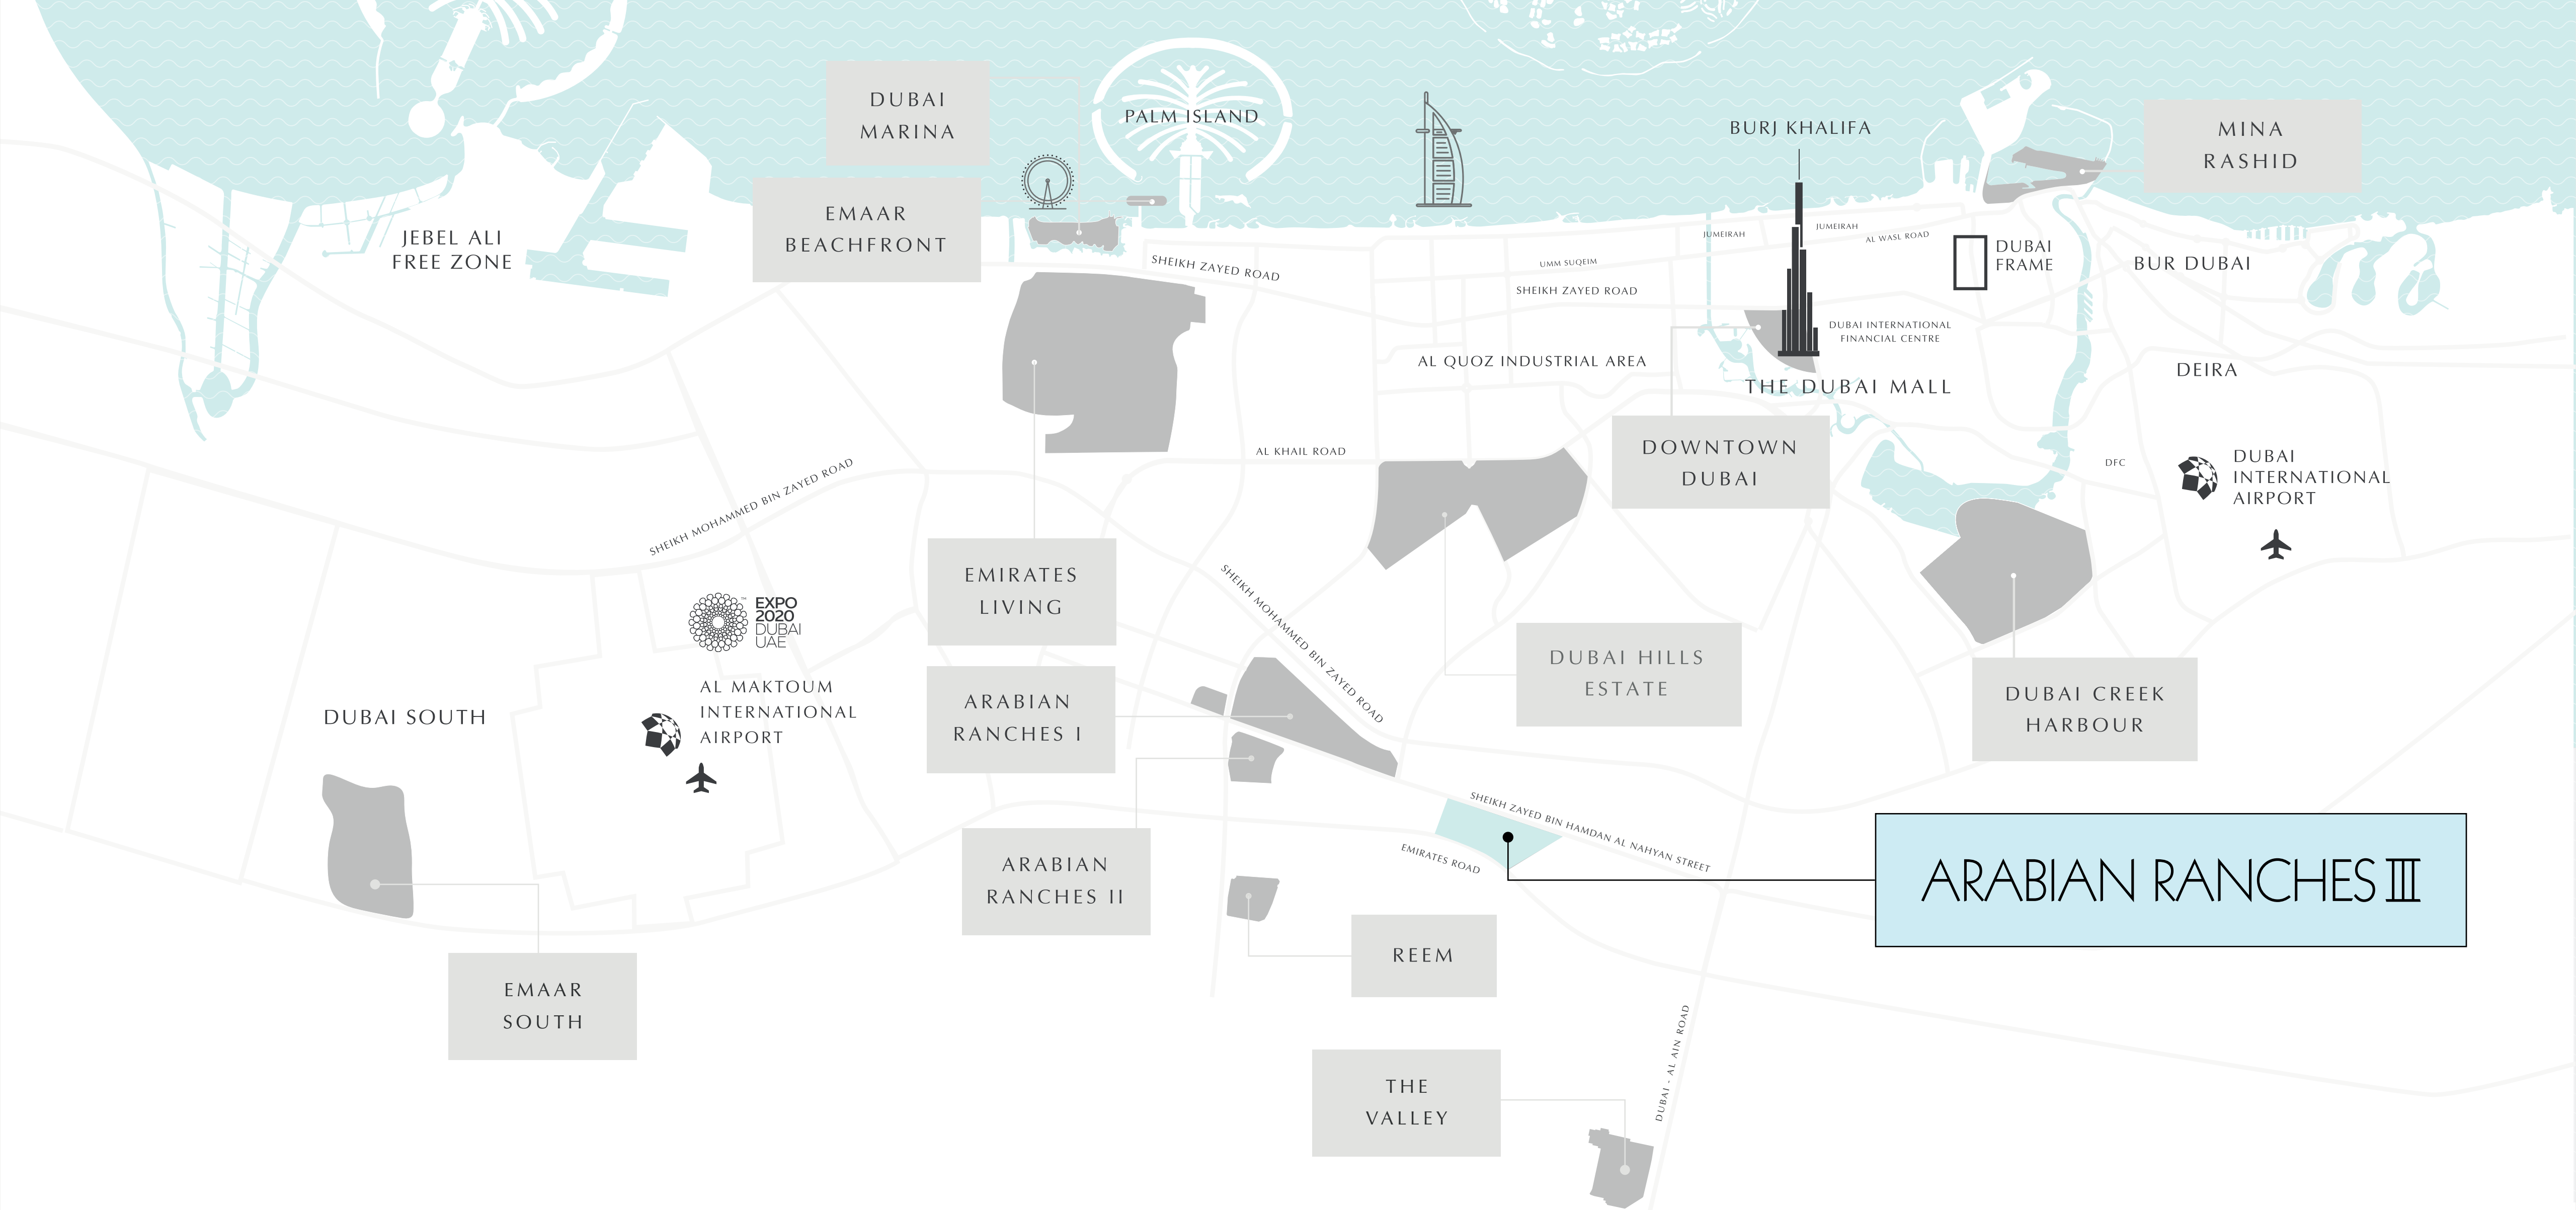 DUBAI
MARINA
PALM ISLAND
BURJ KHALIFA
MINA
RASHID
EMAAR
BEACHFRONT
JEBEL ALI
FREE ZONE
SHEIKH ZAYED ROAD
UMM SUQEIM
SHEIKH ZAYED ROAD
JUMEIRAH
JUMEIRAH
AL WASL ROAD
DUBAI
FRAME
BUR DUBAI
DUBAI INTERNATIONAL
FINANCIAL CENTRE
AL QUOZ INDUSTRIAL AREA
THE DUBAI MALL
DEIRA
DOWNTOWN
DUBAI
AL KHAIL ROAD
DFC
DUBAI
INTERNATIONAL
AIRPORT
SHEIKH MOHAMMED BIN ZAYED ROAD
EMIRATES
LIVING
SHEIKH MOHAMMED BIN ZAYED ROAD
EXPO
2020
DUBAI
UAE
TM
DUBAI HILLS
ESTATE
DUBAI CREEK
HARBOUR
DUBAI SOUTH
AL MAKTOUM
INTERNATIONAL
AIRPORT
ARABIAN
RANCHES I
SHEIKH ZAYED BIN HAMDAN AL NAHYAN STREET
EMIRATES ROAD
ARABIAN
RANCHES II
ARABIAN RANCHES III
REEM
EMAAR
SOUTH
THE
VALLEY
DUBAI - AL AIN ROAD